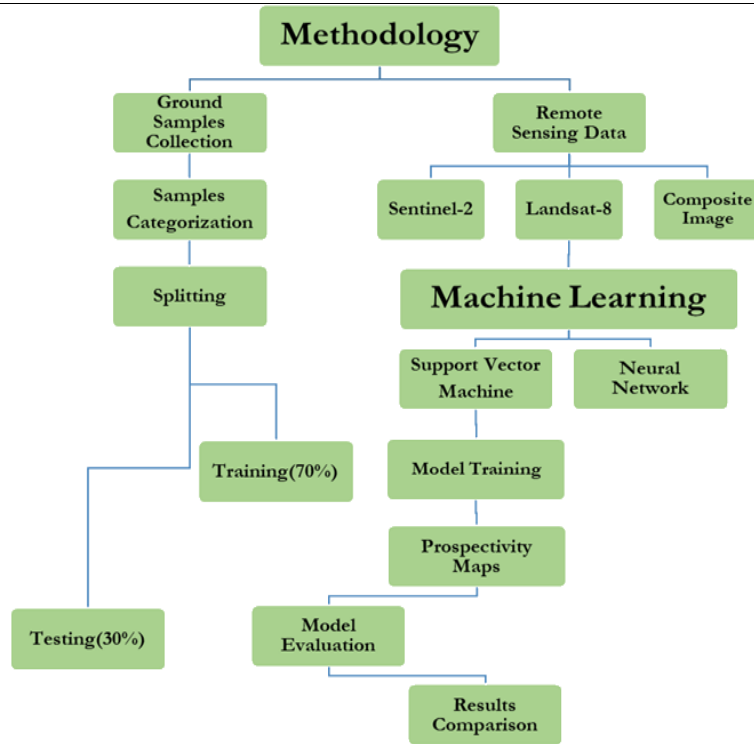 Methodology
Ground
Samples
Collection
Remote
Sensing Data
Samples
Categorization
Sentinel-2
Landsat-8
Composite
Image
Splitting
Machine Learning
Support Vector
Machine
Neural
Network
Training(70%)
Model Training
Prospectivity
Maps
Testing(30%)
Model
Evaluation
Results
Comparison